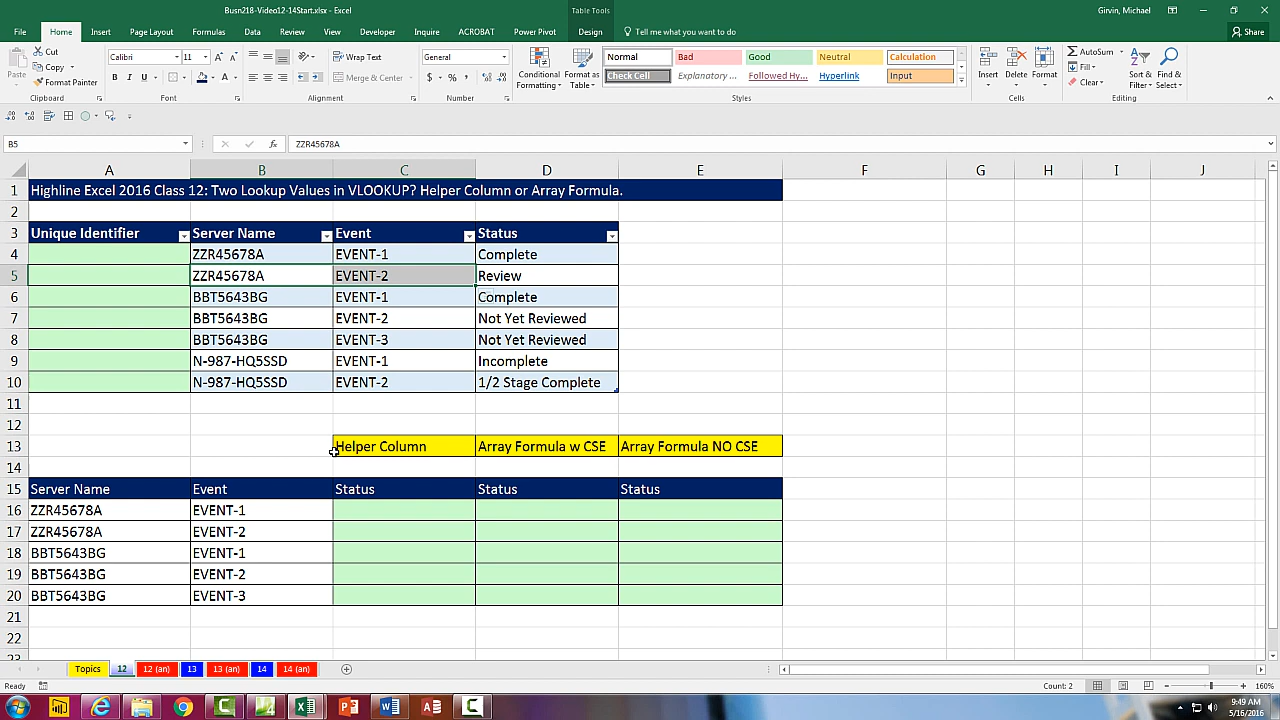 Busn218-Video12-14Start.xlsx - Excel
Table Tools
Girvin, Michael
File Home Insert Page Layout Formulas Data Review View Developer Inquire ACROBAT Power Pivot Design Tell me what you want to do Share
Paste
Cut
Copy
Format Painter
Clipboard
Calibri 11
B I U
Font
Wrap Text
Merge & Center
Alignment
General
$ % ,
Number
Conditional Formatting
Format as Table
Normal Bad Good Neutral Calculation
Check Cell Explanatory ... Followed Hy... Hyperlink Input
Styles
Insert Delete Format
Cells
AutoSum
Fill
Clear
Sort & Filter
Find & Select
Editing
B5 fx ZZR45678A
A B C D E F G H I J
1 Highline Excel 2016 Class 12: Two Lookup Values in VLOOKUP? Helper Column or Array Formula.
2
3 Unique Identifier Server Name Event Status
4 ZZR45678A EVENT-1 Complete
5 ZZR45678A EVENT-2 Review
6 BBT5643BG EVENT-1 Complete
7 BBT5643BG EVENT-2 Not Yet Reviewed
8 BBT5643BG EVENT-3 Not Yet Reviewed
9 N-987-HQ5SSD EVENT-1 Incomplete
10 N-987-HQ5SSD EVENT-2 1/2 Stage Complete
11
12
13 Helper Column Array Formula w CSE Array Formula NO CSE
14
15 Server Name Event Status Status Status
16 ZZR45678A EVENT-1
17 ZZR45678A EVENT-2
18 BBT5643BG EVENT-1
19 BBT5643BG EVENT-2
20 BBT5643BG EVENT-3
21
22
23
Topics 12 12 (an) 13 13 (an) 14 14 (an)
Ready Count: 2 160%
9:49 AM
5/16/2016